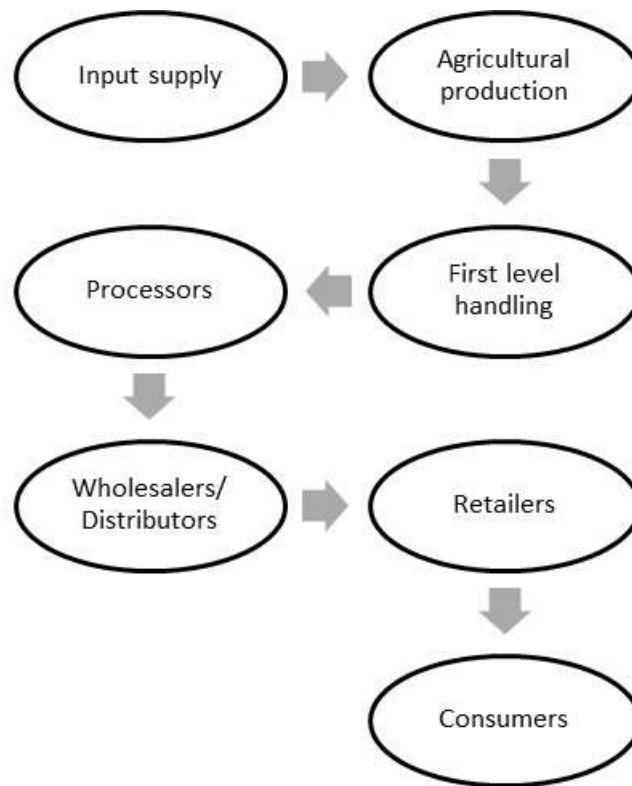 Input supply
Agricultural
production
First level
handling
Processors
Wholesalers/
Distributors
Retailers
Consumers